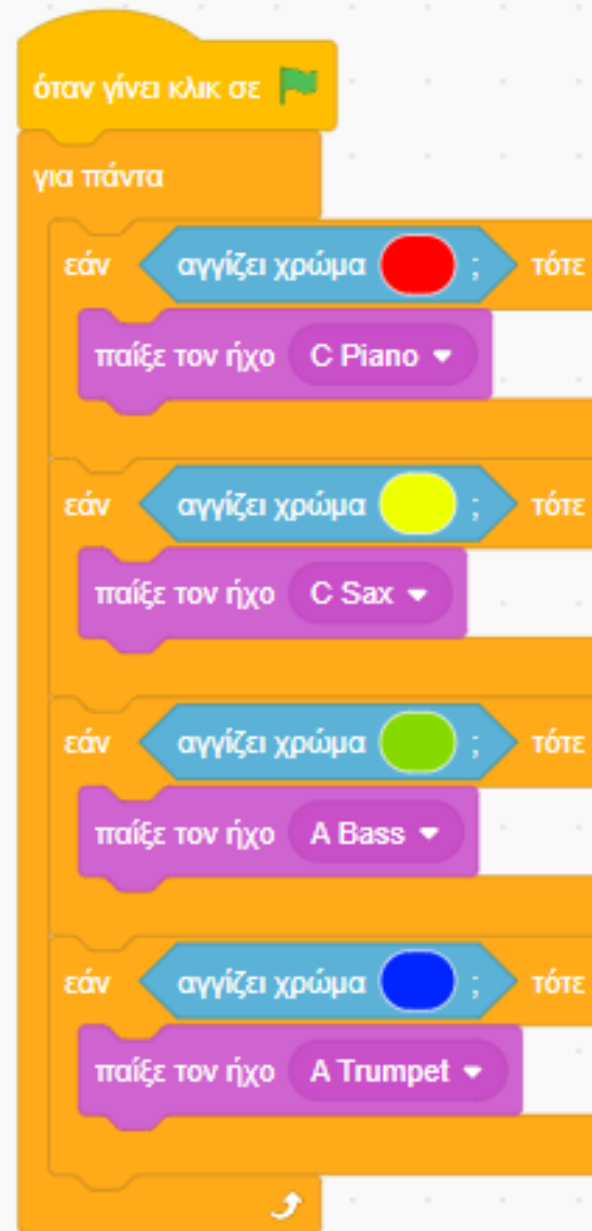 όταν γίνει κλικ σε
για πάντα
εάν αγγίζει χρώμα ; τότε
παίξε τον ήχο C Piano
εάν αγγίζει χρώμα ; τότε
παίξε τον ήχο C Sax
εάν αγγίζει χρώμα ; τότε
παίξε τον ήχο A Bass
εάν αγγίζει χρώμα ; τότε
παίξε τον ήχο A Trumpet